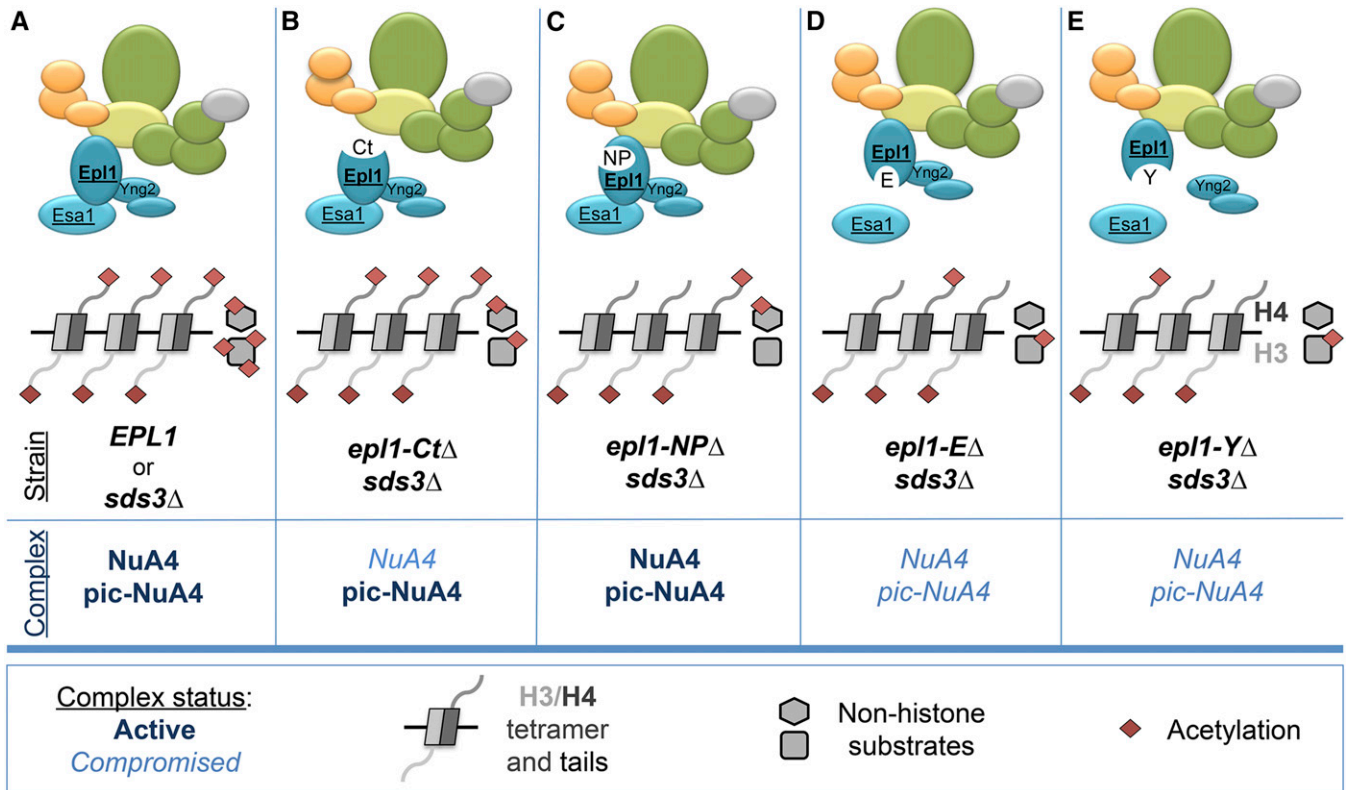 A
B
C
D
E
Epl1
Yng2
Esa1
Ct
Epl1
Yng2
Esa1
NP
Epl1
Yng2
Esa1
Epl1
E
Yng2
Esa1
Epl1
Y
Yng2
Esa1
H4
H3
Strain
EPL1
or
sds3Δ
epl1-CtΔ
sds3Δ
epl1-NPΔ
sds3Δ
epl1-EΔ
sds3Δ
epl1-YΔ
sds3Δ
Complex
NuA4
pic-NuA4
NuA4
pic-NuA4
NuA4
pic-NuA4
NuA4
pic-NuA4
NuA4
pic-NuA4
Complex status:
Active
Compromised
H3/H4
tetramer
and tails
Non-histone
substrates
Acetylation